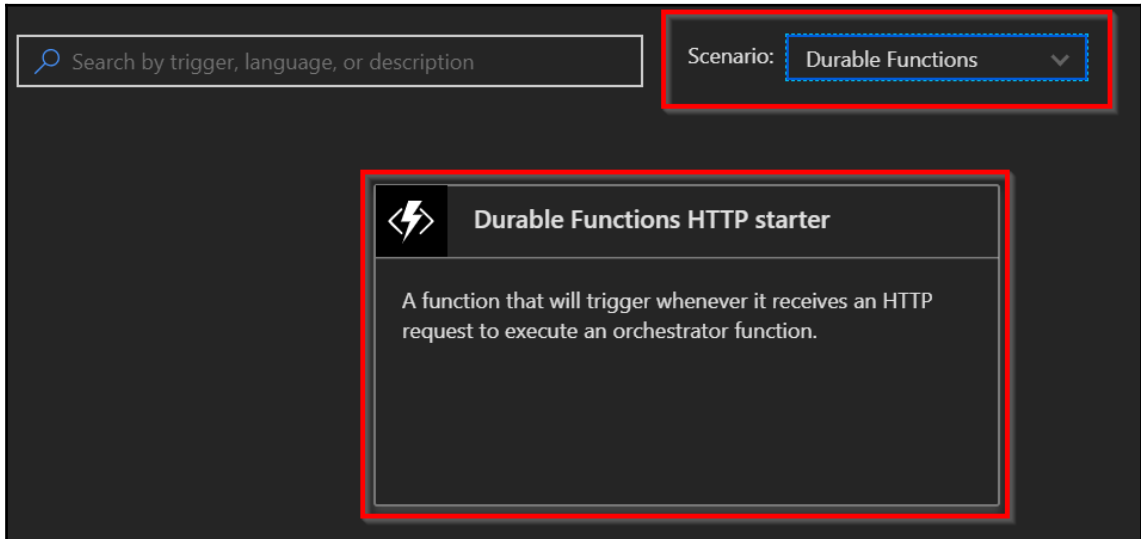 Search by trigger, language, or description
Scenario: Durable Functions
Durable Functions HTTP starter
A function that will trigger whenever it receives an HTTP
request to execute an orchestrator function.